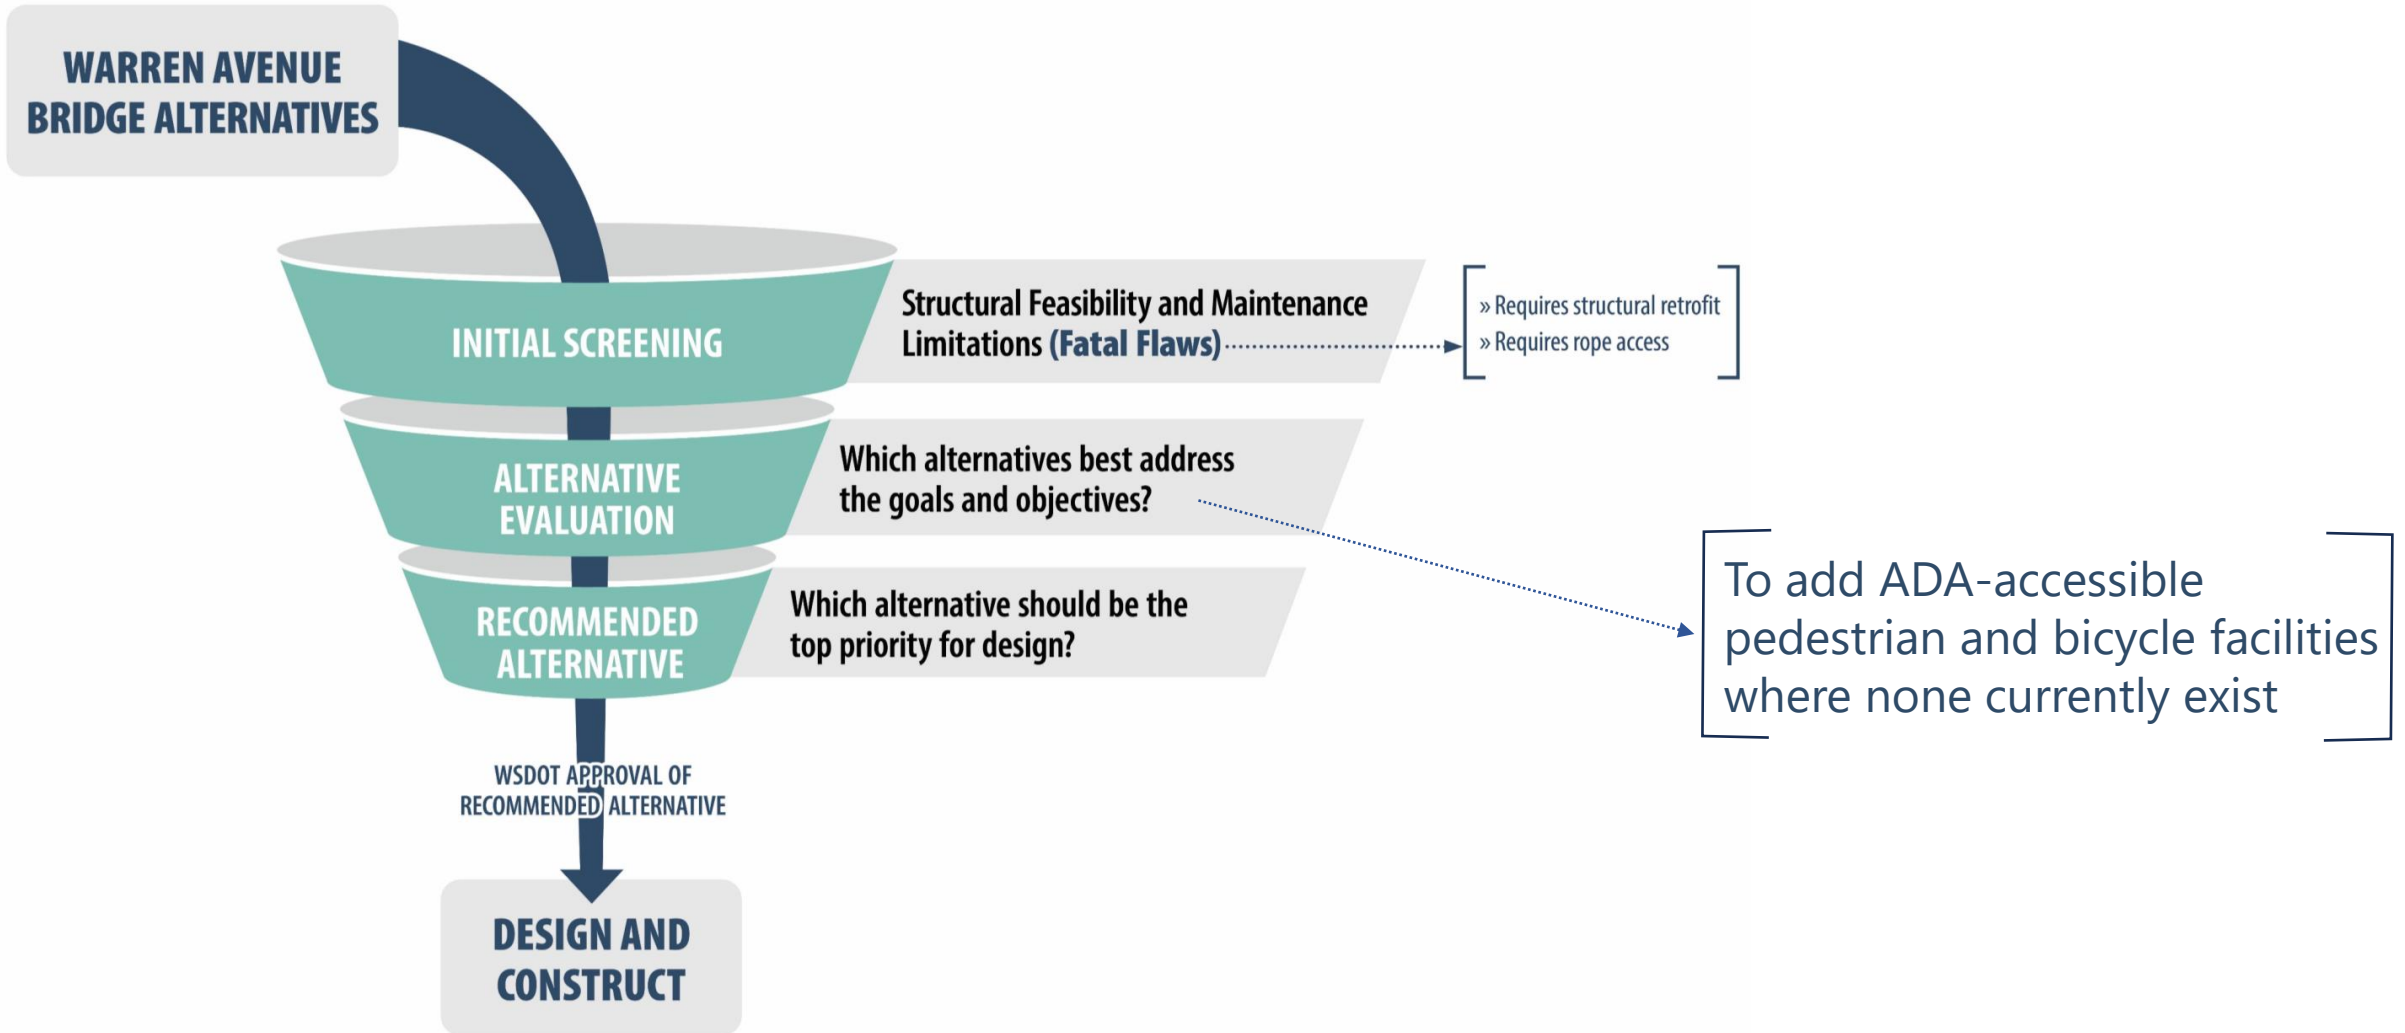 WARREN AVENUE
BRIDGE ALTERNATIVES
INITIAL SCREENING
Structural Feasibility and Maintenance
Limitations (Fatal Flaws)
» Requires structural retrofit
» Requires rope access
ALTERNATIVE
EVALUATION
Which alternatives best address
the goals and objectives?
To add ADA-accessible
pedestrian and bicycle facilities
where none currently exist
RECOMMENDED
ALTERNATIVE
Which alternative should be the
top priority for design?
WSDOT APPROVAL OF
RECOMMENDED ALTERNATIVE
DESIGN AND
CONSTRUCT